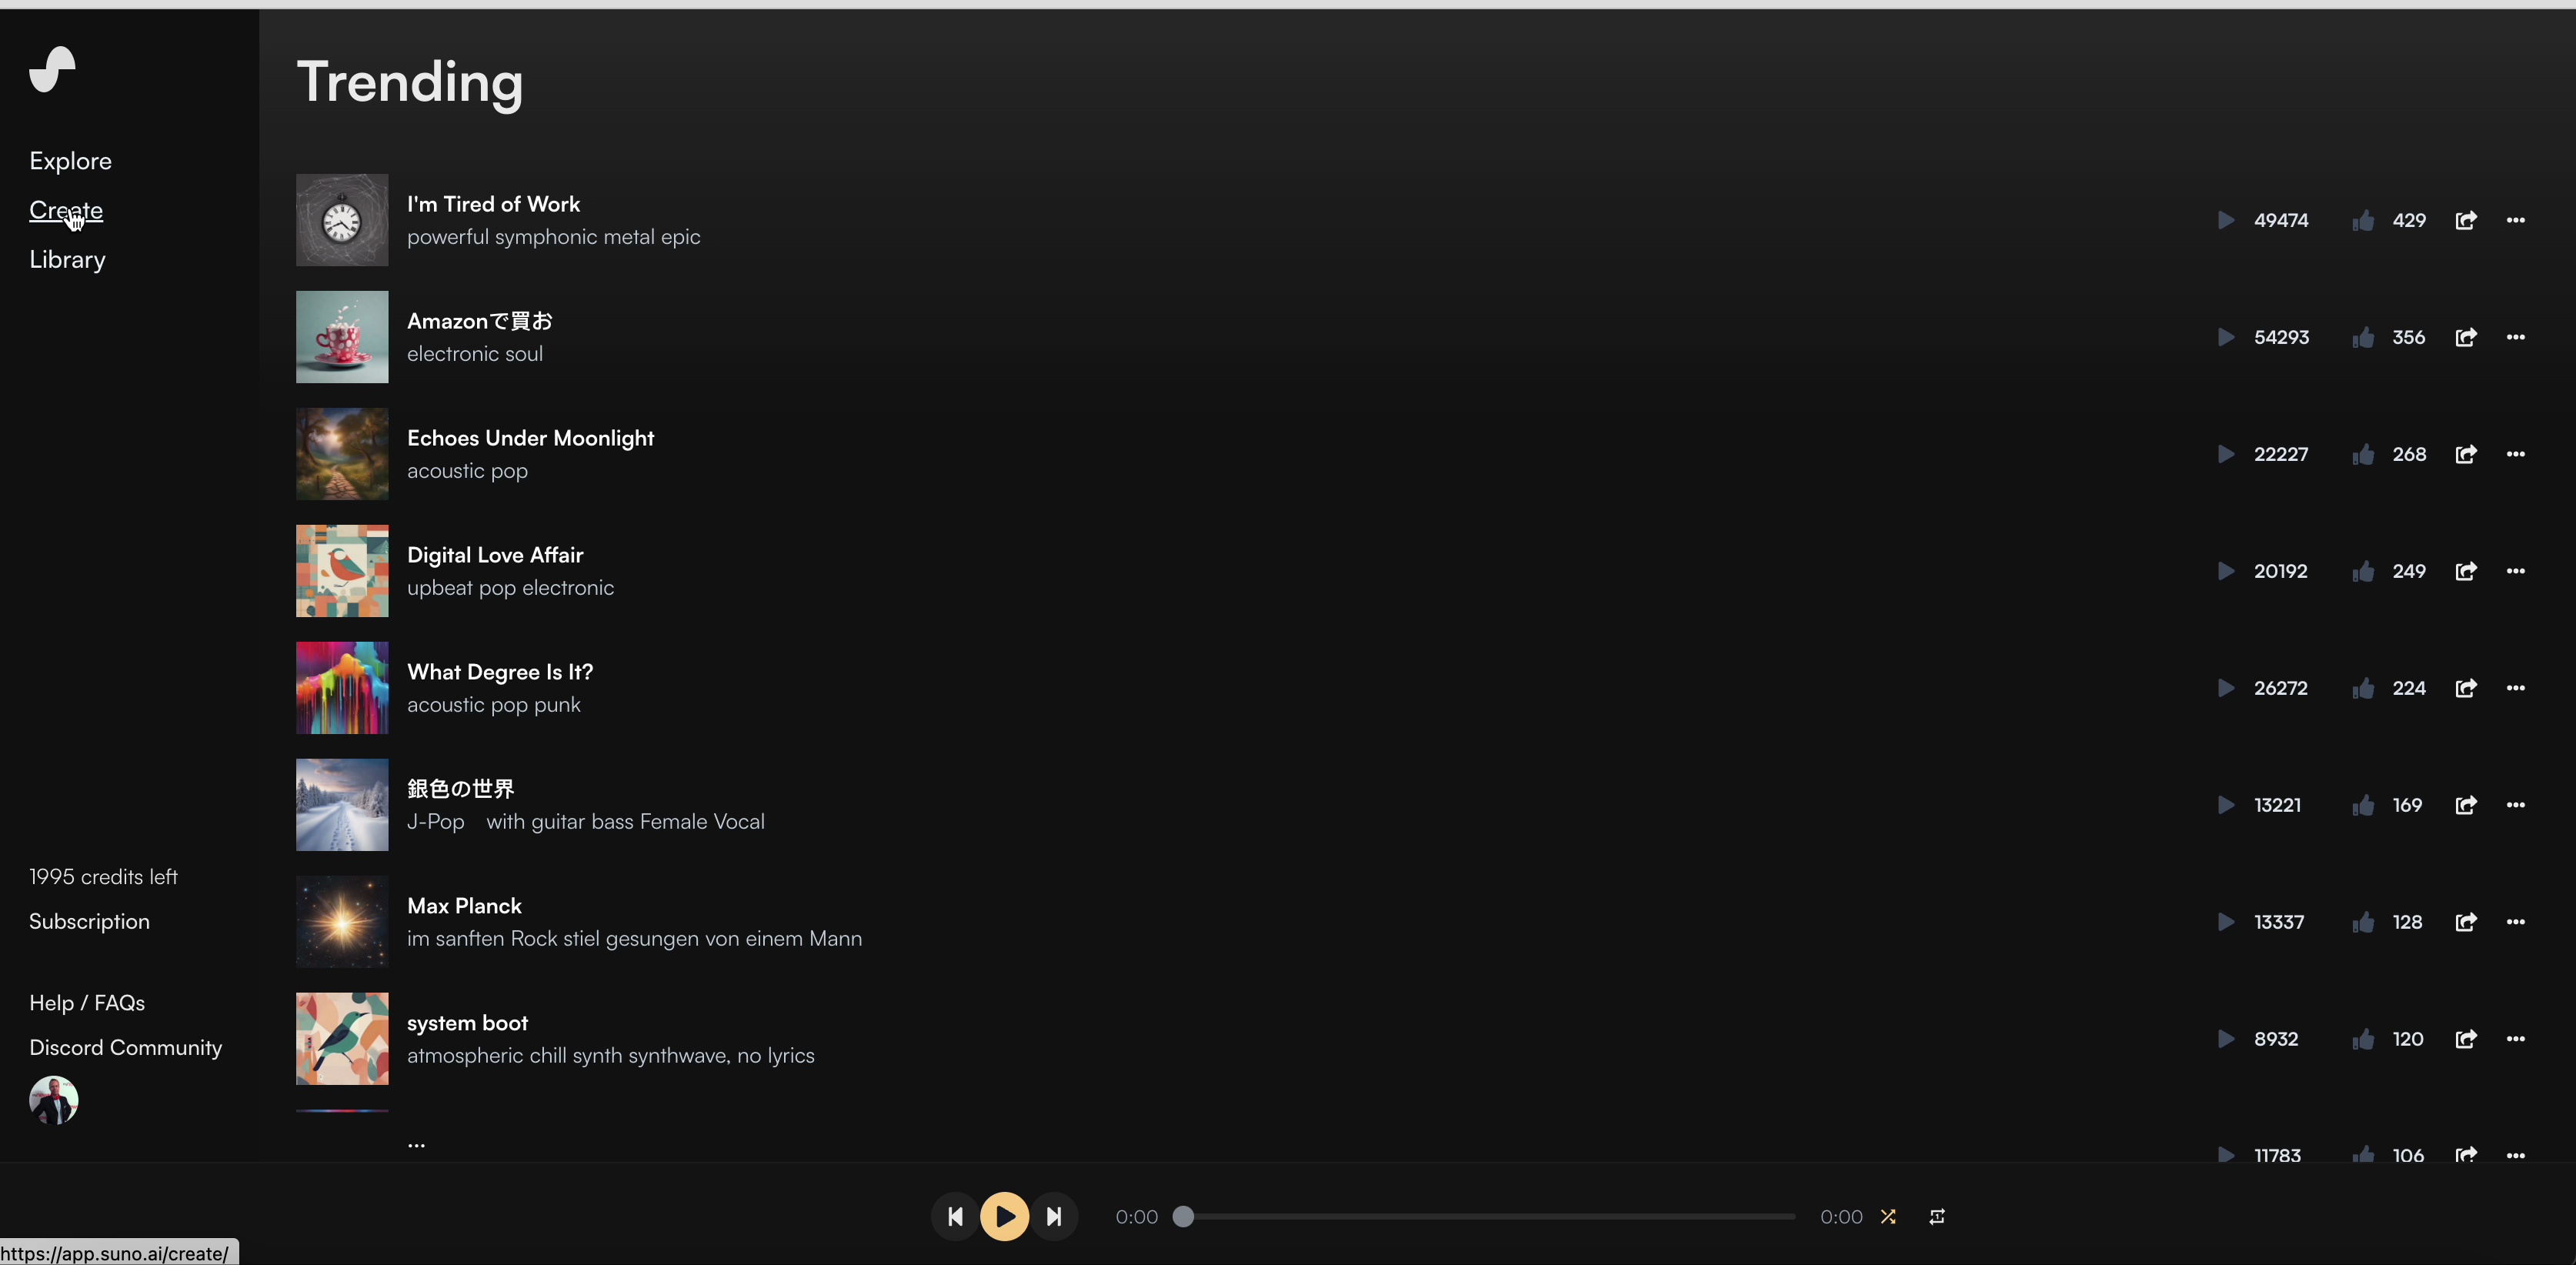 Trending
Explore
Create
Library
I'm Tired of Work
powerful symphonic metal epic
49474
429
Amazonで買お
electronic soul
54293
356
Echoes Under Moonlight
acoustic pop
22227
268
Digital Love Affair
upbeat pop electronic
20192
249
What Degree Is It?
acoustic pop punk
26272
224
銀色の世界
J-Pop　with guitar bass Female Vocal
13221
169
Max Planck
im sanften Rock stiel gesungen von einem Mann
13337
128
system boot
atmospheric chill synth synthwave, no lyrics
8932
120
...
11783
106
1995 credits left
Subscription
Help / FAQs
Discord Community
0:00
0:00
https://app.suno.ai/create/